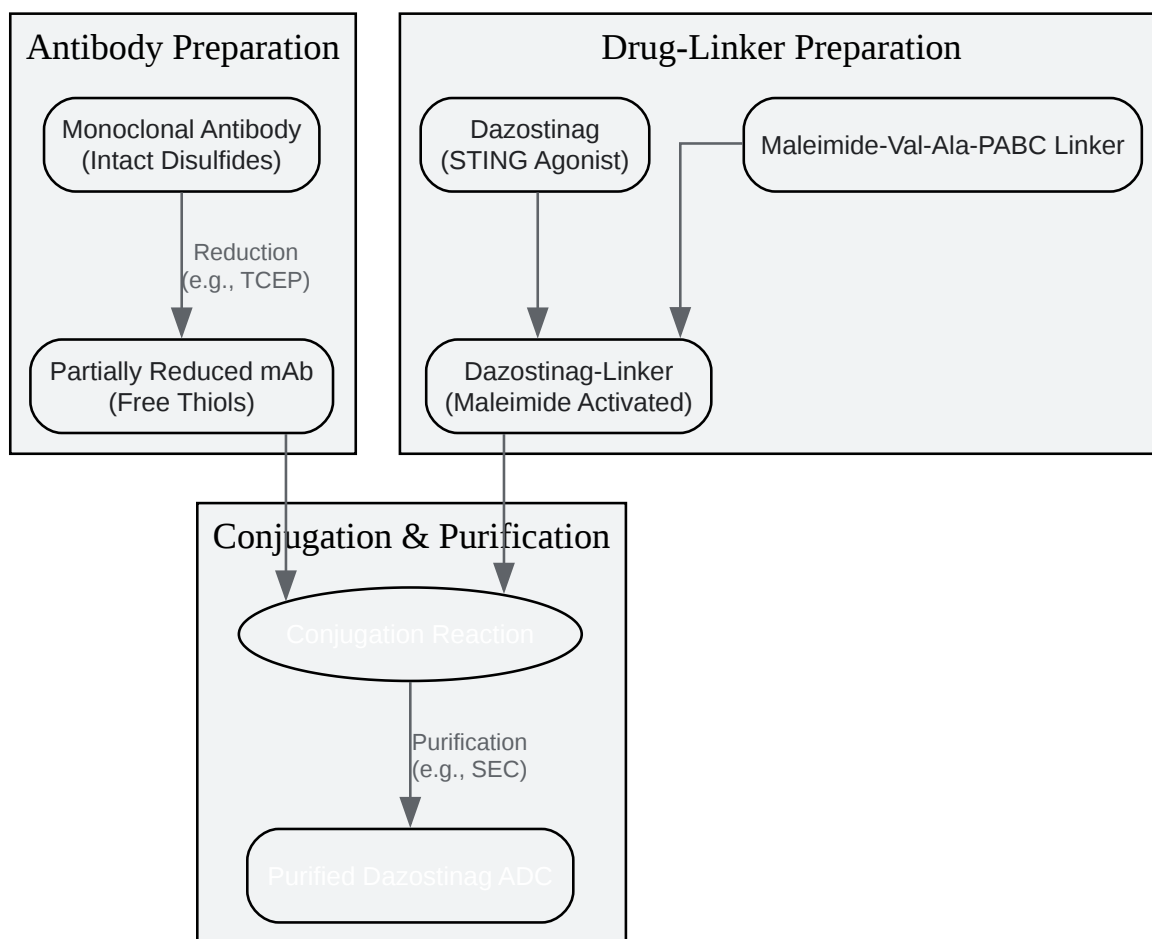 Antibody Preparation
Monoclonal Antibody
(Intact Disulfides)
Reduction
(e.g., TCEP)
Partially Reduced mAb
(Free Thiols)
Drug-Linker Preparation
Dazostinag
(STING Agonist)
Maleimide-Val-Ala-PABC Linker
Dazostinag-Linker
(Maleimide Activated)
Conjugation & Purification
Conjugation Reaction
Purification
(e.g., SEC)
Purified Dazostinag ADC